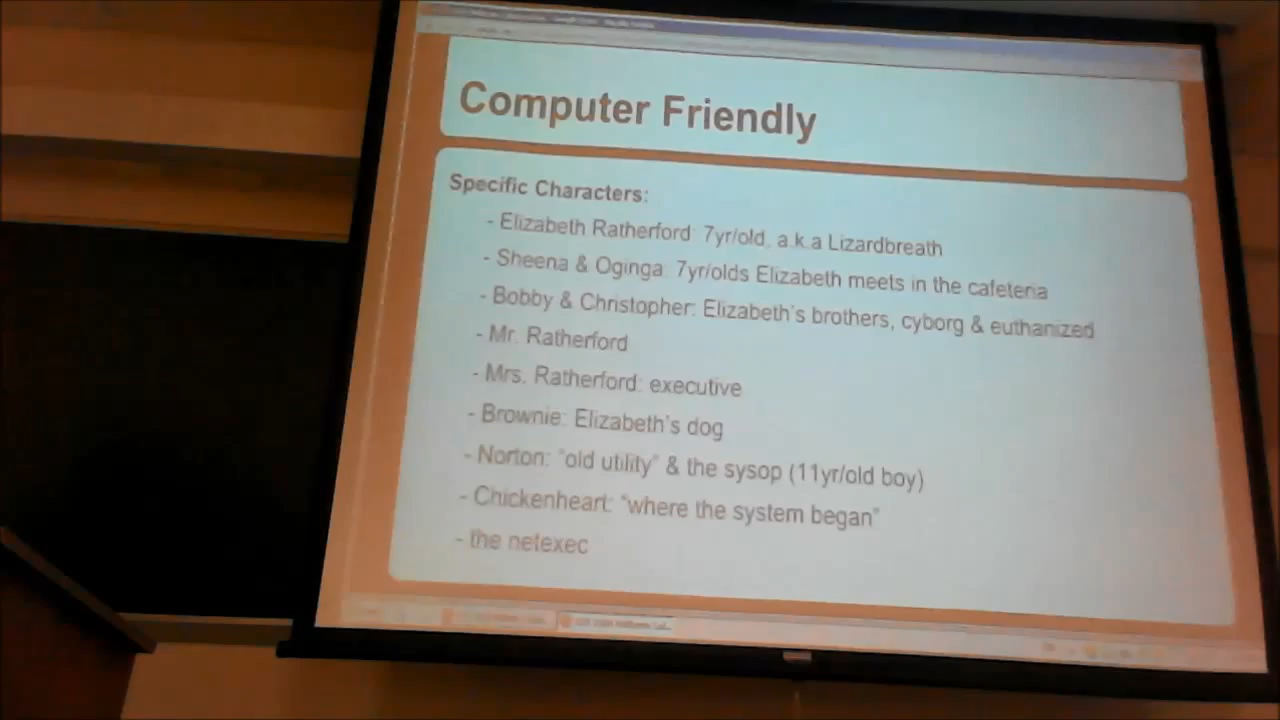 Computer Friendly
Specific Characters:
- Elizabeth Ratherford: 7yr/old, a.k.a Lizardbreath
- Sheena & Oginga: 7yr/olds Elizabeth meets in the cafeteria
- Bobby & Christopher: Elizabeth's brothers, cyborg & euthanized
- Mr. Ratherford
- Mrs. Ratherford: executive
- Brownie: Elizabeth's dog
- Norton: "old utility" & the sysop (11yr/old boy)
- Chickenheart: "where the system began"
- the netexec